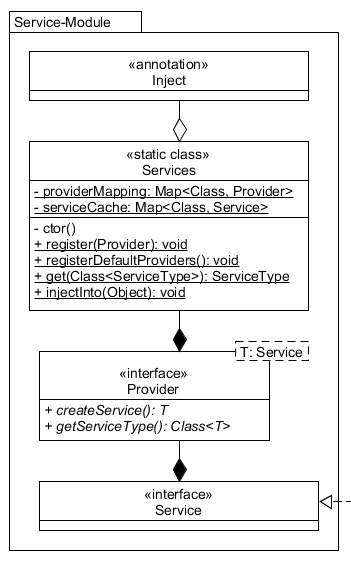 Service-Module
«annotation»
Inject
«static class»
Services
- providerMapping: Map<Class, Provider>
- serviceCache: Map<Class, Service>
- ctor()
+ register(Provider): void
+ registerDefaultProviders(): void
+ get(Class<ServiceType>): ServiceType
+ injectInto(Object): void
T: Service
«interface»
Provider
+ createService(): T
+ getServiceType(): Class<T>
«interface»
Service